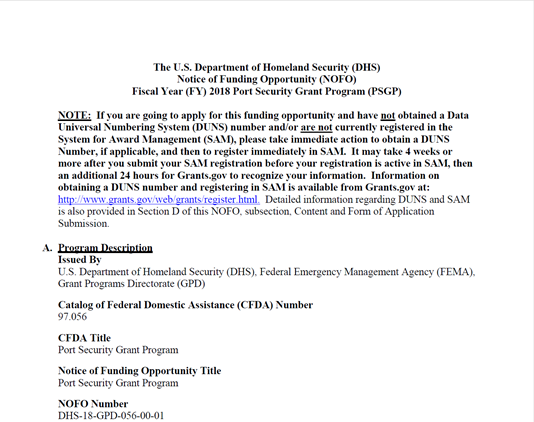 The U.S. Department of Homeland Security (DHS)
Notice of Funding Opportunity (NOFO)
Fiscal Year (FY) 2018 Port Security Grant Program (PSGP)
NOTE: If you are going to apply for this funding opportunity and have not obtained a Data
Universal Numbering System (DUNS) number and/or are not currently registered in the
System for Award Management (SAM), please take immediate action to obtain a DUNS
Number, if applicable, and then to register immediately in SAM. It may take 4 weeks or
more after you submit your SAM registration before your registration is active in SAM, then
an additional 24 hours for Grants.gov to recognize your information. Information on
obtaining a DUNS number and registering in SAM is available from Grants.gov at:
http://www.grants.gov/web/grants/register.html. Detailed information regarding DUNS and SAM
is also provided in Section D of this NOFO, subsection, Content and Form of Application
Submission.
A. Program Description
Issued By
U.S. Department of Homeland Security (DHS), Federal Emergency Management Agency (FEMA),
Grant Programs Directorate (GPD)
Catalog of Federal Domestic Assistance (CFDA) Number
97.056
CFDA Title
Port Security Grant Program
Notice of Funding Opportunity Title
Port Security Grant Program
NOFO Number
DHS-18-GPD-056-00-01